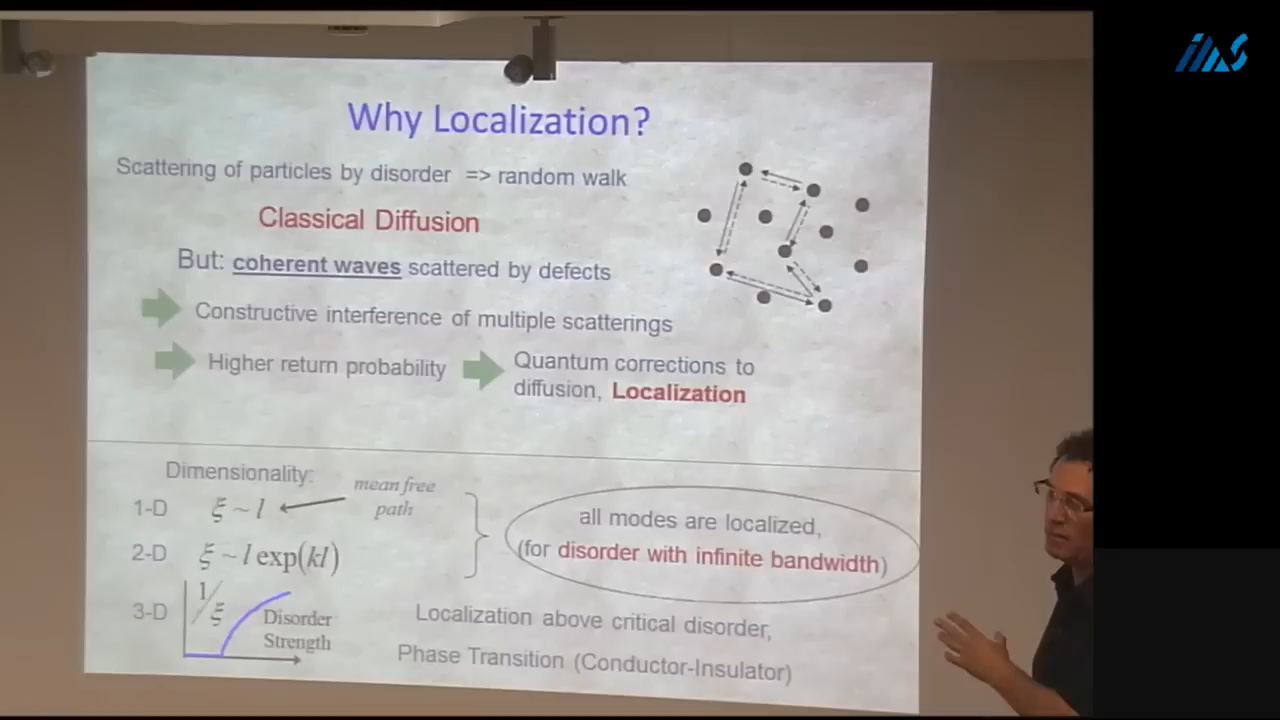 IIAS
Why Localization?
Scattering of particles by disorder => random walk
Classical Diffusion
But: coherent waves scattered by defects
Constructive interference of multiple scatterings
Higher return probability
Quantum corrections to
diffusion, Localization
Dimensionality:
mean free
path
1-D ξ ~ l
2-D ξ ~ l exp(kl)
3-D
1/ξ
Disorder
Strength
all modes are localized,
(for disorder with infinite bandwidth)
Localization above critical disorder,
Phase Transition (Conductor-Insulator)